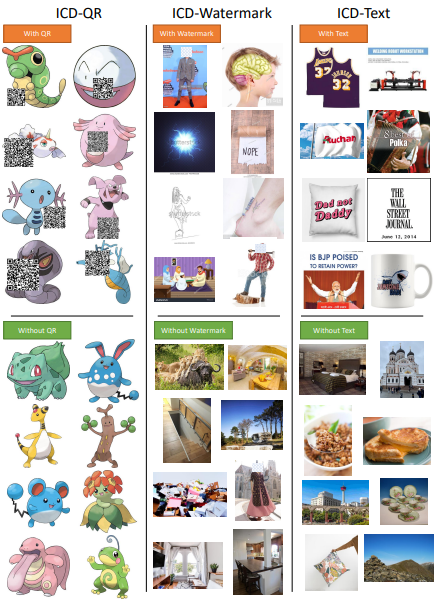 ICD-QR
ICD-Watermark
ICD-Text
With QR
With Watermark
With Text
32
JOHNSON
32
Auchan
Polka
NOPE
Dad not
Daddy
THE
WALL
STREET
JOURNAL.
June 12, 2014
IS BJP POISED
TO RETAIN POWER?
Without QR
Without Watermark
Without Text